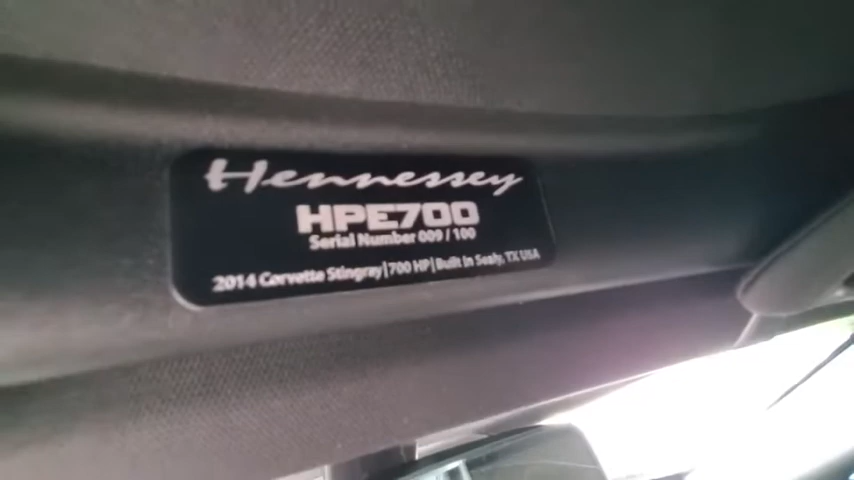 Hennessey
HPE700
Serial Number 009 / 100
2014 Corvette Stingray|700 HP|Built in Sealy, TX USA